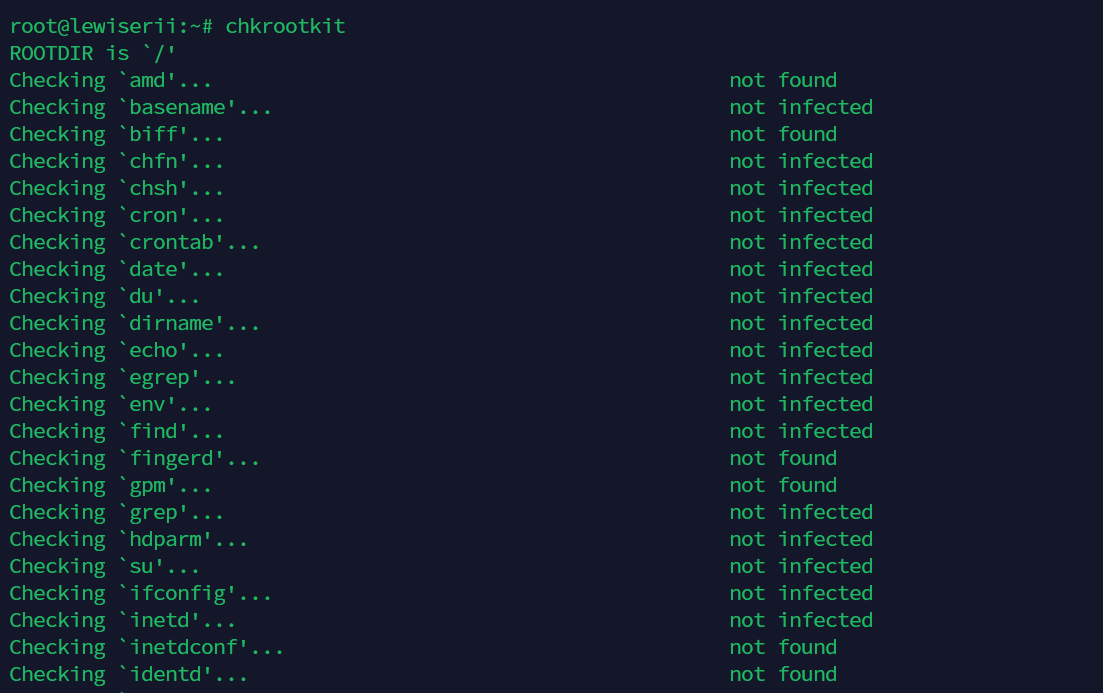 root@lewiserii:~# chkrootkit
ROOTDIR is `/'
Checking `amd'... not found
Checking `basename'... not infected
Checking `biff'... not found
Checking `chfn'... not infected
Checking `chsh'... not infected
Checking `cron'... not infected
Checking `crontab'... not infected
Checking `date'... not infected
Checking `du'... not infected
Checking `dirname'... not infected
Checking `echo'... not infected
Checking `egrep'... not infected
Checking `env'... not infected
Checking `find'... not infected
Checking `fingerd'... not found
Checking `gpm'... not found
Checking `grep'... not infected
Checking `hdparm'... not infected
Checking `su'... not infected
Checking `ifconfig'... not infected
Checking `inetd'... not infected
Checking `inetdconf'... not found
Checking `identd'... not found